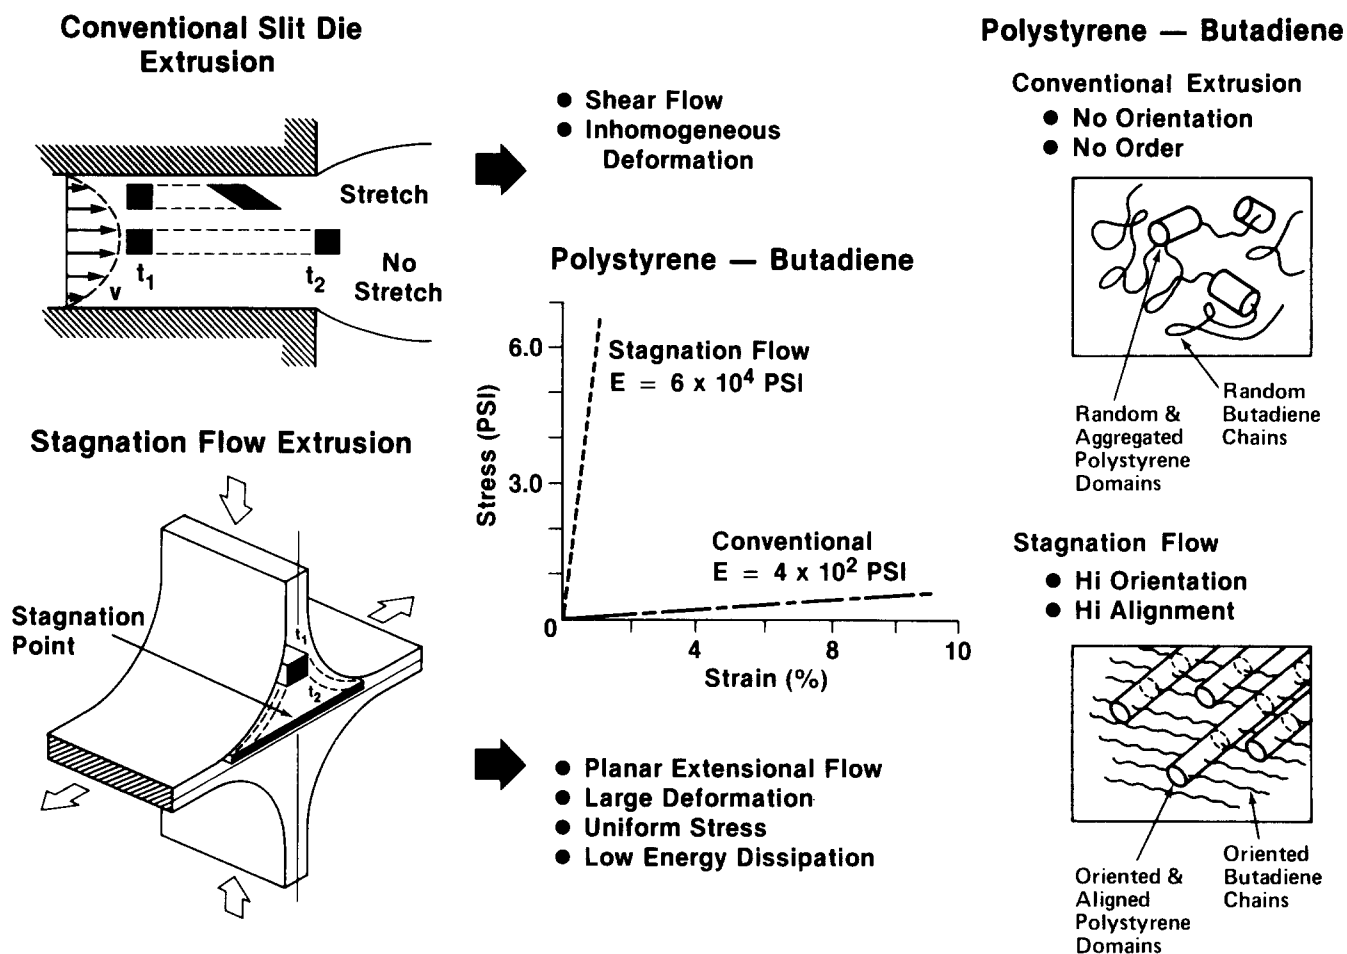 Conventional Slit Die
Extrusion
Stretch
No
Stretch
t1
t2
v
● Shear Flow
● Inhomogeneous
Deformation
Polystyrene — Butadiene
6.0
3.0
0
4
8
10
Stress (PSI)
Strain (%)
Stagnation Flow
E = 6 x 10⁴ PSI
Conventional
E = 4 x 10² PSI
Stagnation Flow Extrusion
Stagnation
Point
t1
t2
● Planar Extensional Flow
● Large Deformation
● Uniform Stress
● Low Energy Dissipation
Polystyrene — Butadiene
Conventional Extrusion
● No Orientation
● No Order
Random &
Aggregated
Polystyrene
Domains
Random
Butadiene
Chains
Stagnation Flow
● Hi Orientation
● Hi Alignment
Oriented &
Aligned
Polystyrene
Domains
Oriented
Butadiene
Chains